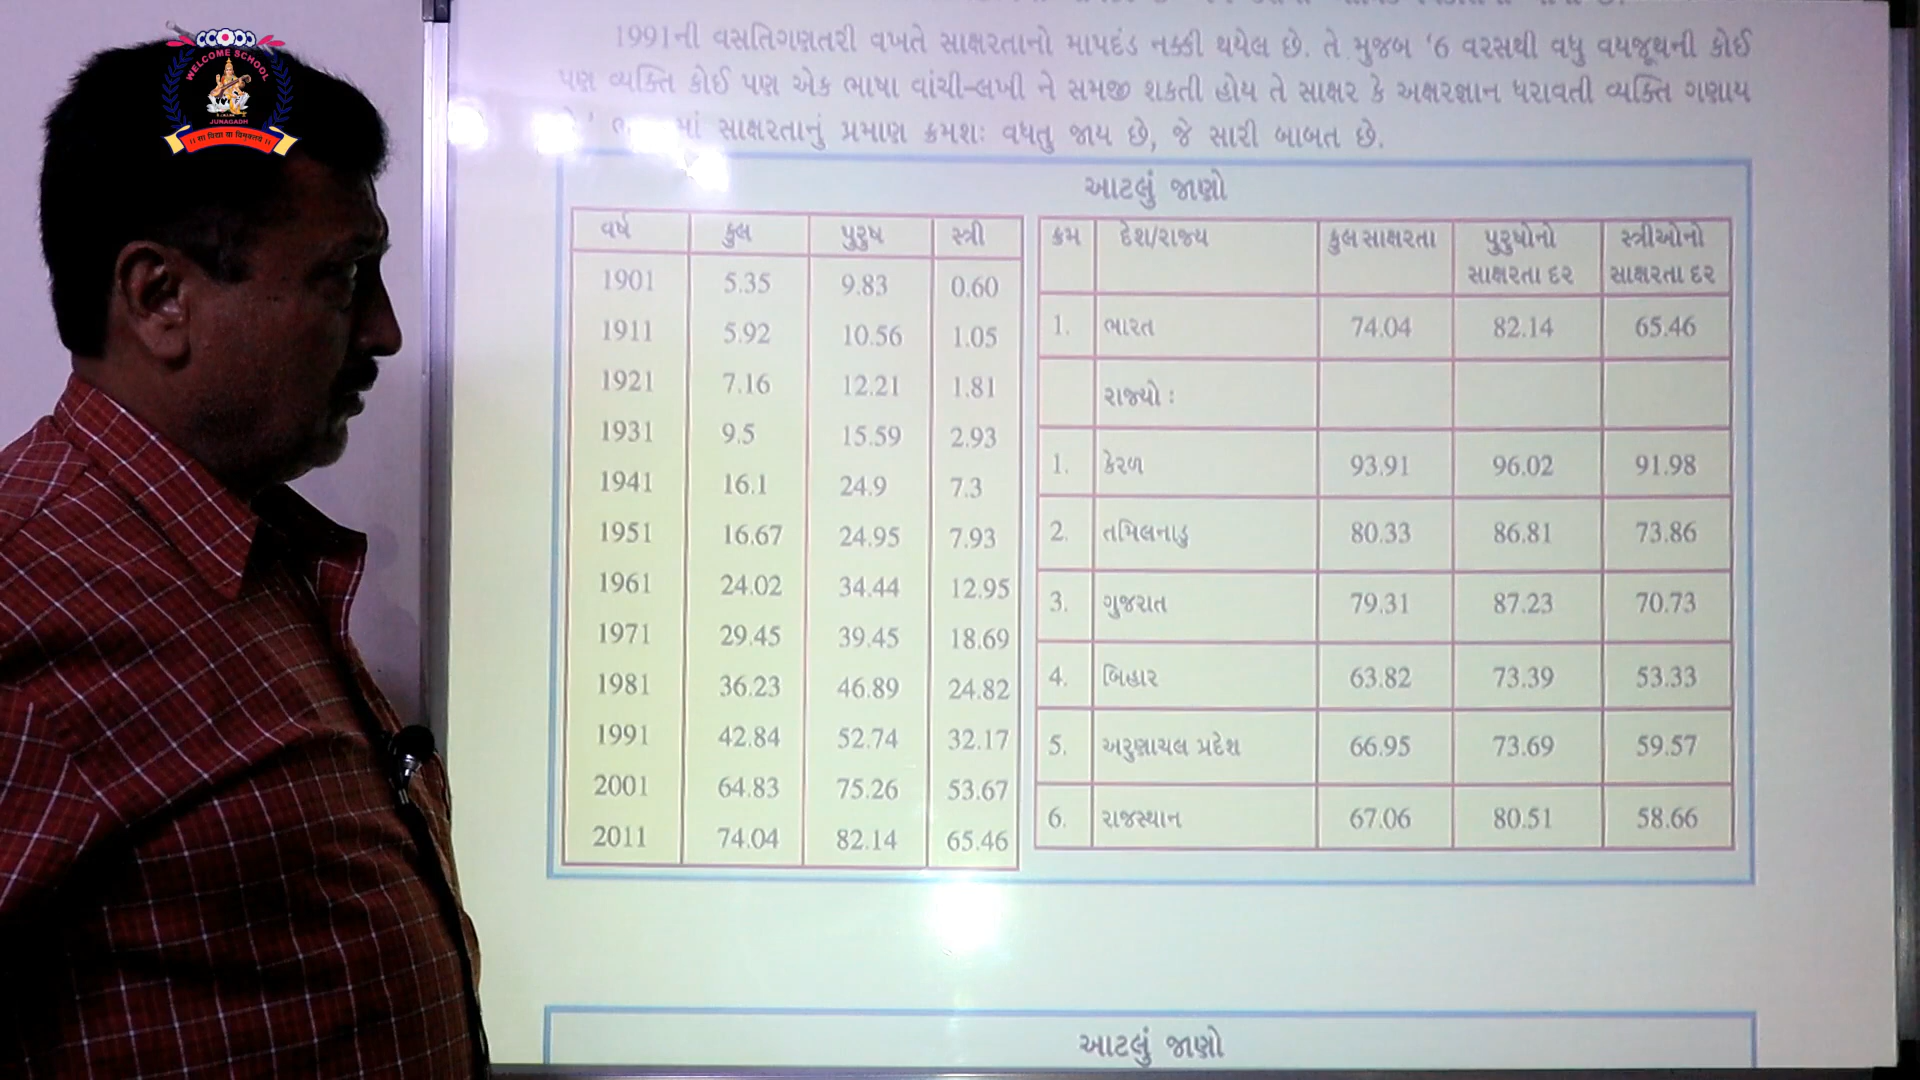 WELCOME SCHOOL
JUNAGADH
।। सा विद्या या विमुक्तये ।।
1991ની વસતિગણતરી વખતે સાક્ષરતાનો માપદંડ નક્કી થયેલ છે. તે મુજબ ‘6 વરસથી વધુ વયજૂથની કોઈ
પણ વ્યક્તિ કોઈ પણ એક ભાષા વાંચી-લખી ને સમજી શકતી હોય તે સાક્ષર કે અક્ષરજ્ઞાન ધરાવતી વ્યક્તિ ગણાય
સાક્ષરતાનું પ્રમાણ ક્રમશઃ વધતુ જાય છે, જે સારી બાબત છે.
આટલું જાણો
વર્ષ કુલ પુરુષ સ્ત્રી
1901 5.35 9.83 0.60
1911 5.92 10.56 1.05
1921 7.16 12.21 1.81
1931 9.5 15.59 2.93
1941 16.1 24.9 7.3
1951 16.67 24.95 7.93
1961 24.02 34.44 12.95
1971 29.45 39.45 18.69
1981 36.23 46.89 24.82
1991 42.84 52.74 32.17
2001 64.83 75.26 53.67
2011 74.04 82.14 65.46
ક્રમ દેશ/રાજ્ય કુલ સાક્ષરતા પુરુષોનો સ્ત્રીઓનો
સાક્ષરતા દર સાક્ષરતા દર
1. ભારત 74.04 82.14 65.46
રાજ્યો :
1. કેરળ 93.91 96.02 91.98
2. તમિલનાડુ 80.33 86.81 73.86
3. ગુજરાત 79.31 87.23 70.73
4. બિહાર 63.82 73.39 53.33
5. અરુણાચલ પ્રદેશ 66.95 73.69 59.57
6. રાજસ્થાન 67.06 80.51 58.66
આટલું જાણો